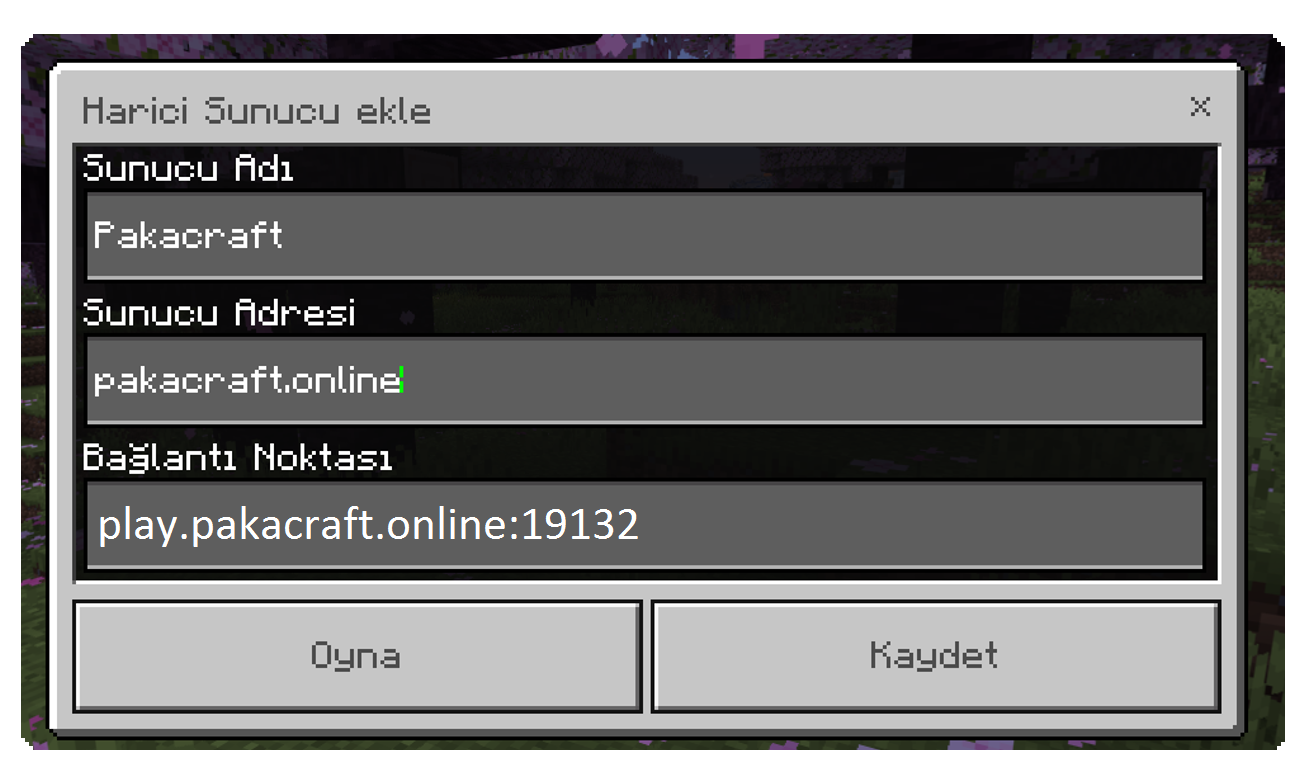 Harici Sunucu ekle
x
Sunucu Adı
Pakacraft
Sunucu Adresi
pakacraft.online
Bağlantı Noktası
play.pakacraft.online:19132
Oyna
Kaydet